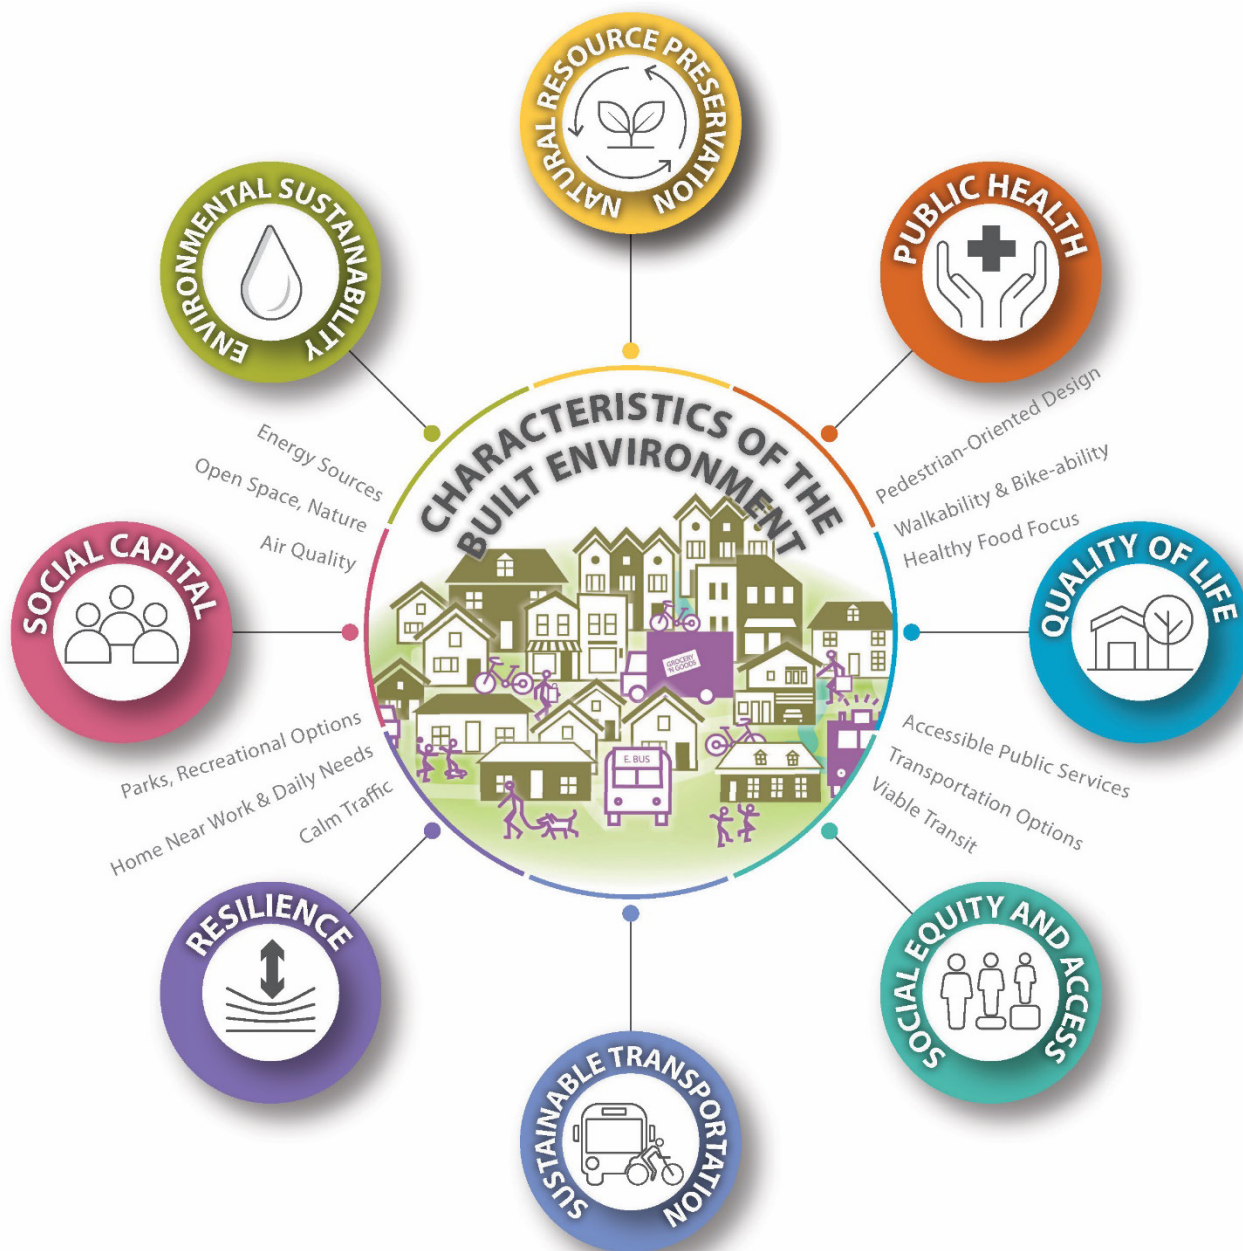 NATURAL RESOURCE PRESERVATION
ENVIRONMENTAL SUSTAINABILITY
PUBLIC HEALTH
CHARACTERISTICS OF THE
BUILT ENVIRONMENT
Energy Sources
Open Space, Nature
Air Quality
Pedestrian-Oriented Design
Walkability & Bike-ability
Healthy Food Focus
SOCIAL CAPITAL
QUALITY OF LIFE
GROCERY
'N GOODS
E. BUS
Parks, Recreational Options
Home Near Work & Daily Needs
Calm Traffic
Accessible Public Services
Transportation Options
Viable Transit
RESILIENCE
SOCIAL EQUITY AND ACCESS
SUSTAINABLE TRANSPORTATION